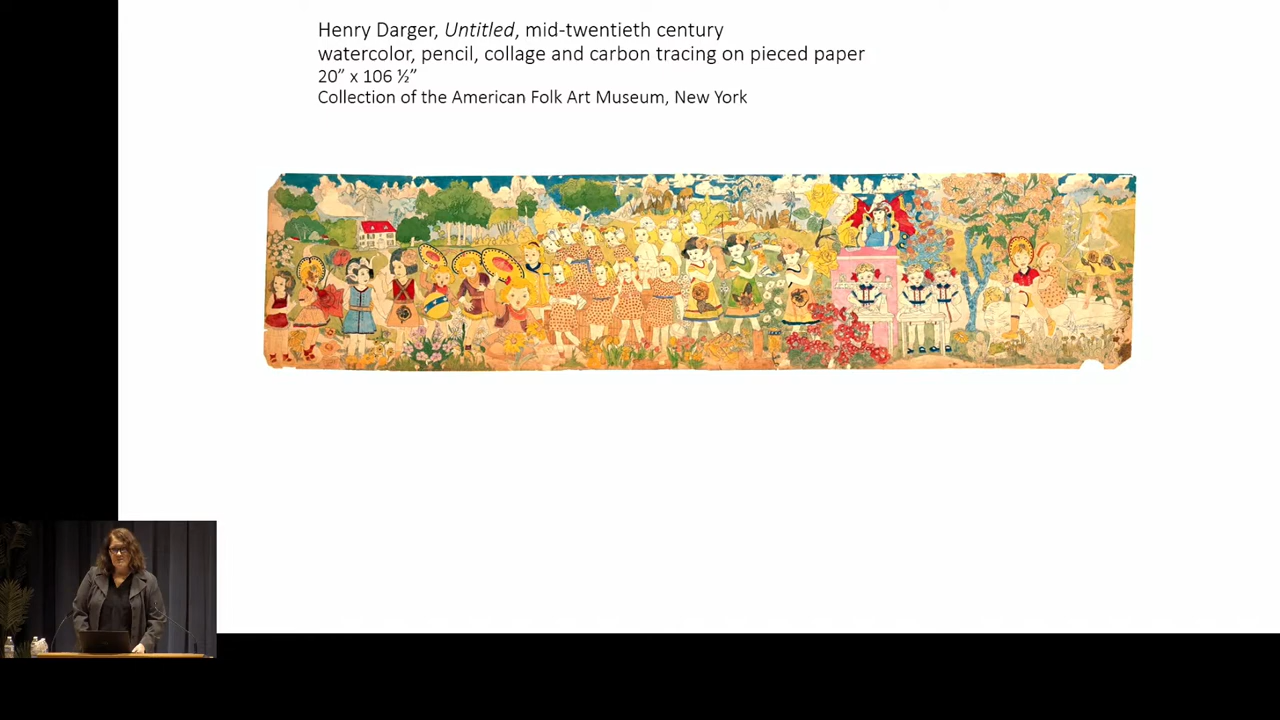 Henry Darger, Untitled, mid-twentieth century
watercolor, pencil, collage and carbon tracing on pieced paper
20” x 106 ½”
Collection of the American Folk Art Museum, New York